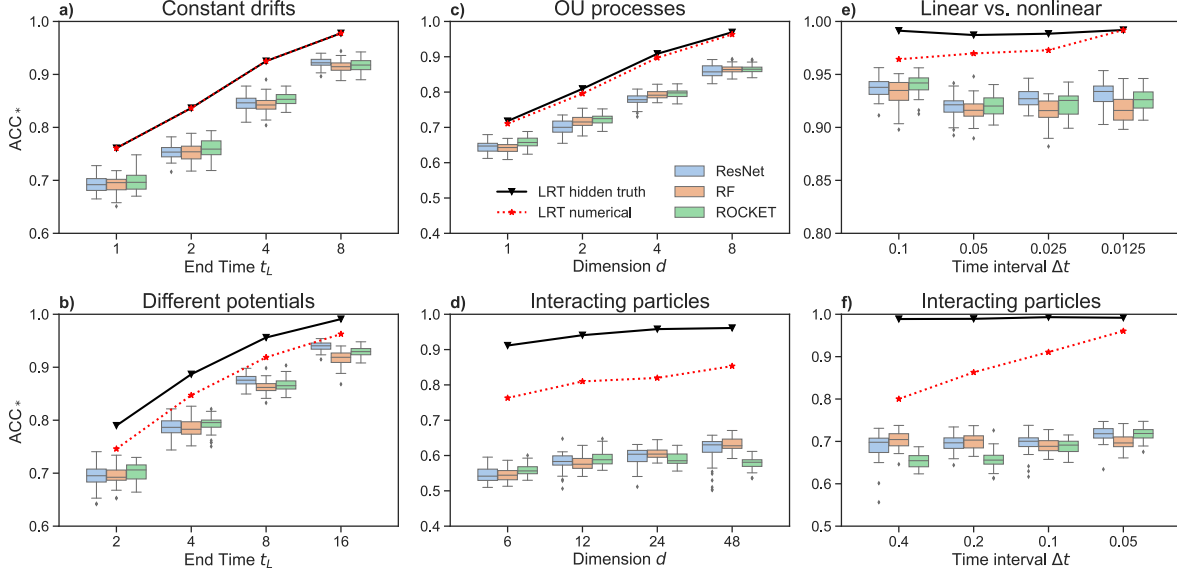 a) Constant drifts
ACC*
1.0
0.9
0.8
0.7
0.6
1 2 4 8
End Time t_L
c) OU processes
1.0
0.9
0.8
0.7
0.6
0.5
0.4
LRT hidden truth
LRT numerical
ResNet
RF
ROCKET
1 2 4 8
Dimension d
e) Linear vs. nonlinear
1.00
0.95
0.90
0.85
0.80
0.1 0.05 0.025 0.0125
Time interval Δt
b) Different potentials
ACC*
1.0
0.9
0.8
0.7
0.6
2 4 8 16
End Time t_L
d) Interacting particles
1.0
0.9
0.8
0.7
0.6
0.5
0.4
6 12 24 48
Dimension d
f) Interacting particles
1.0
0.9
0.8
0.7
0.6
0.5
0.4 0.2 0.1 0.05
Time interval Δt